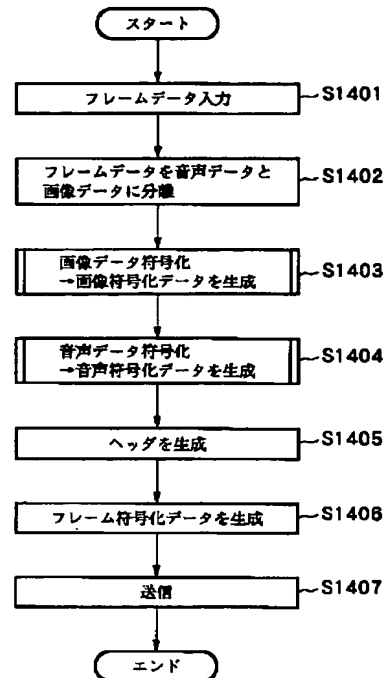 スタート
フレームデータ入力
S1401
フレームデータを音声データと
画像データに分離
S1402
画像データ符号化
→画像符号化データを生成
S1403
音声データ符号化
→音声符号化データを生成
S1404
ヘッダを生成
S1405
フレーム符号化データを生成
S1406
送信
S1407
エンド